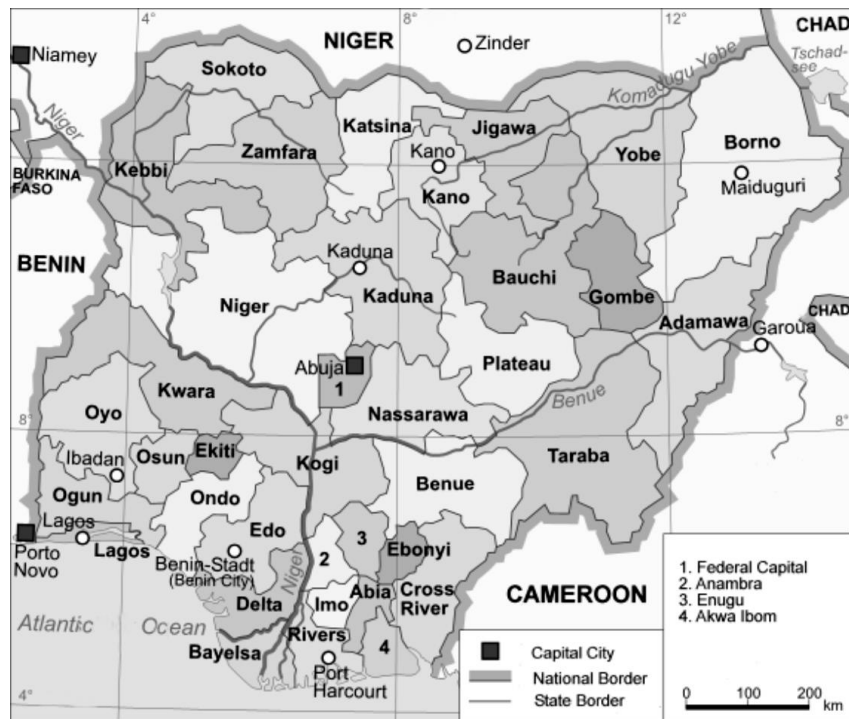 4°
8°
12°
CHAD
Niamey
NIGER
Zinder
Tschad-
see
Sokoto
Komadugu Yobe
Niger
Katsina
Jigawa
Zamfara
Kano
Yobe
Borno
Kebbi
BURKINA
FASO
Kano
Maiduguri
BENIN
Kaduna
Bauchi
Niger
Kaduna
Gombe
CHAD
Adamawa
Garoua
Abuja
1
Plateau
Kwara
Benue
Oyo
Nassarawa
8°
8°
Ibadan
Osun
Ekiti
Kogi
Taraba
Benue
Ogun
Ondo
Lagos
Edo
3
Porto
Novo
Lagos
Ebonyi
2
Benin-Stadt
(Benin City)
Niger
Abia
Cross
River
CAMEROON
Delta
Imo
Atlantic Ocean
Rivers
4
Bayelsa
Port
Harcourt
4°
1. Federal Capital
2. Anambra
3. Enugu
4. Akwa Ibom
Capital City
National Border
State Border
0 100 200
km